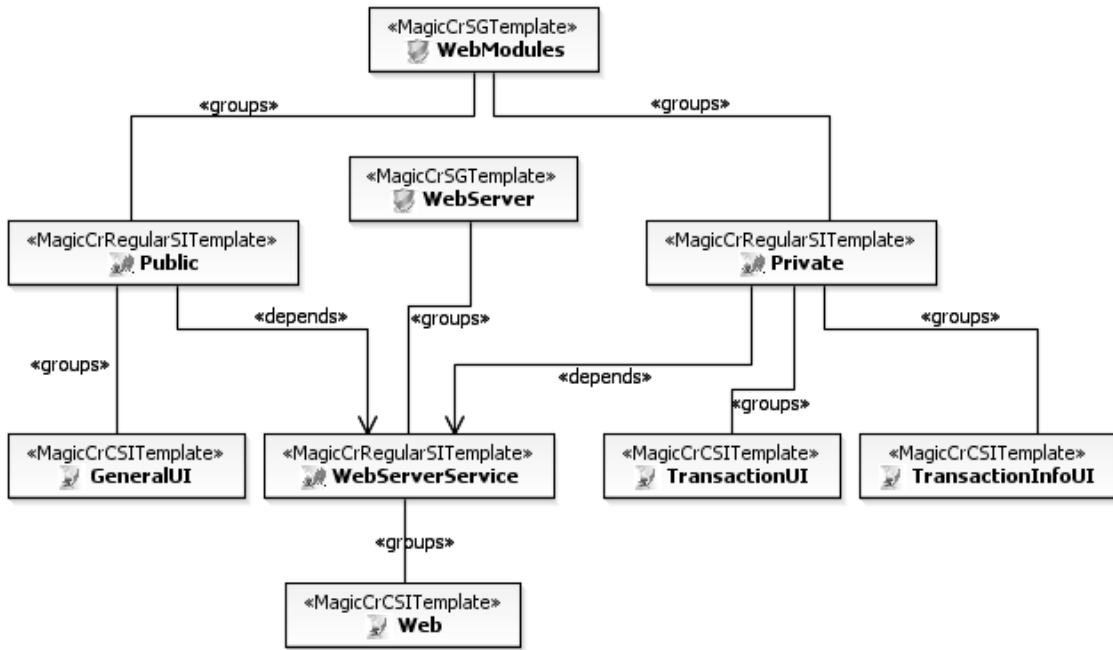 «MagicCrSGTemplate»
WebModules
«groups»
«groups»
«MagicCrSGTemplate»
WebServer
«MagicCrRegularSITemplate»
Public
«MagicCrRegularSITemplate»
Private
«depends»
«groups»
«groups»
«groups»
«depends»
«groups»
«MagicCrCSITemplate»
GeneralUI
«MagicCrRegularSITemplate»
WebServerService
«MagicCrCSITemplate»
TransactionUI
«MagicCrCSITemplate»
TransactionInfoUI
«groups»
«MagicCrCSITemplate»
Web